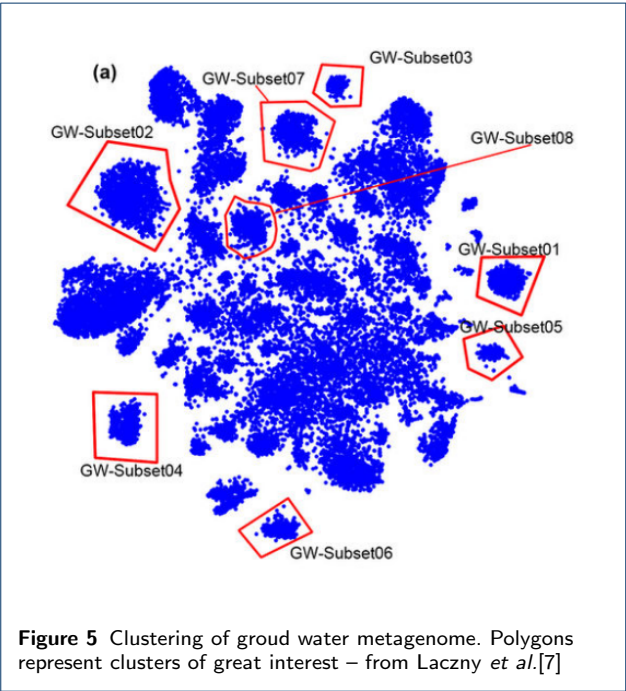 (a)
GW-Subset03
GW-Subset07
GW-Subset02
GW-Subset08
GW-Subset01
GW-Subset05
GW-Subset04
GW-Subset06
Figure 5 Clustering of groud water metagenome. Polygons
represent clusters of great interest – from Laczny et al.[7]